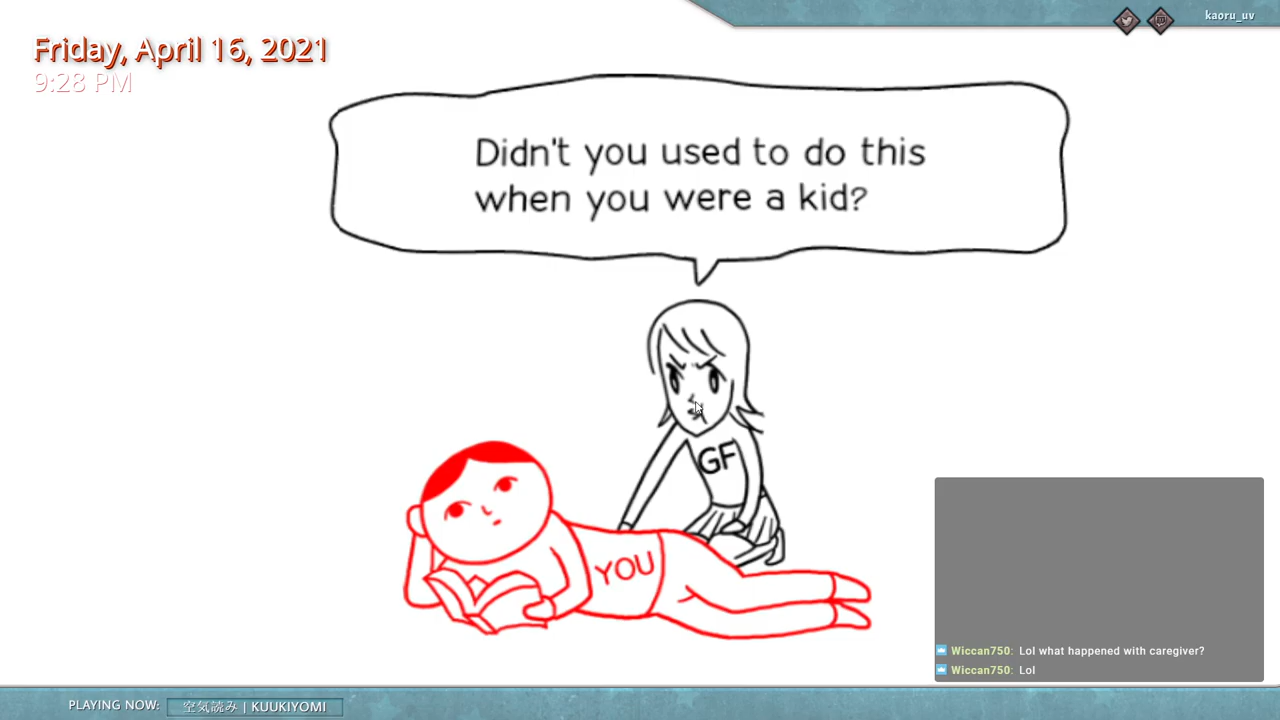 kaoru_uv
Friday, April 16, 2021
9:28 PM
Didn't you used to do this
when you were a kid?
GF
YOU
Wiccan750: Lol what happened with caregiver?
Wiccan750: Lol
PLAYING NOW: 空気読み | KUUKIYOMI